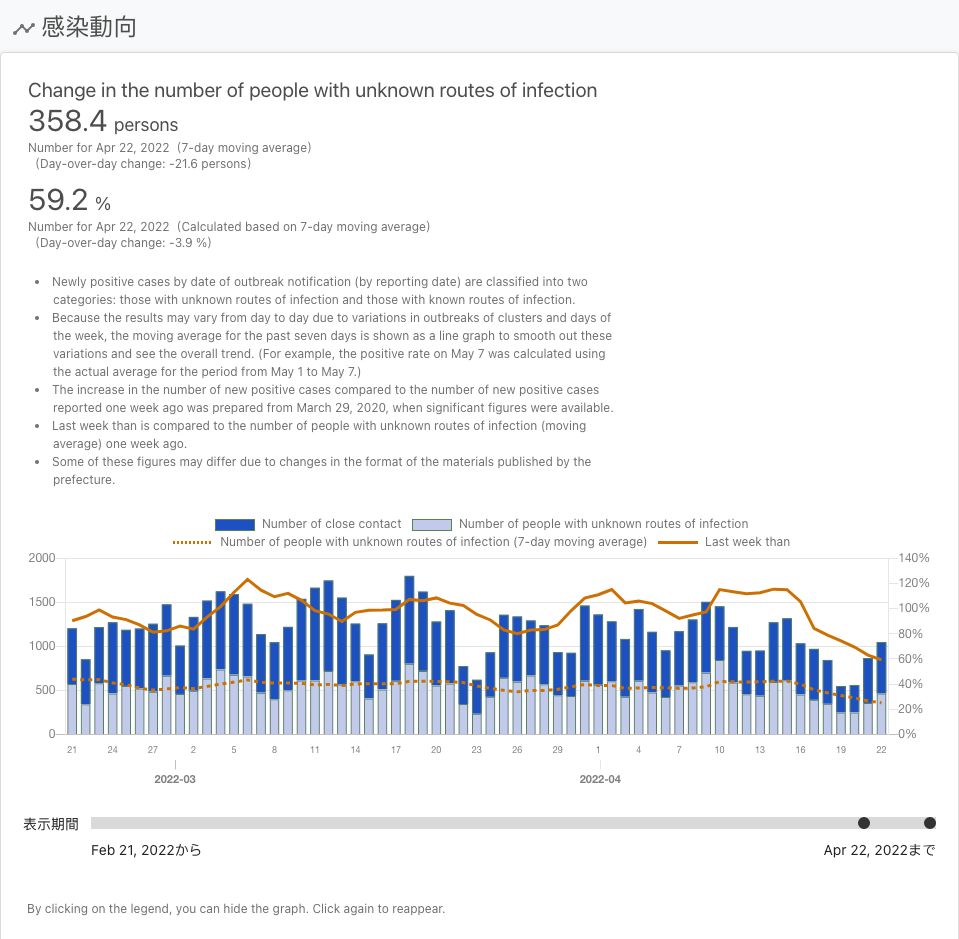 感染動向
Change in the number of people with unknown routes of infection
358.4 persons
Number for Apr 22, 2022 (7-day moving average)
(Day-over-day change: -21.6 persons)
59.2 %
Number for Apr 22, 2022 (Calculated based on 7-day moving average)
(Day-over-day change: -3.9 %)
• Newly positive cases by date of outbreak notification (by reporting date) are classified into two
categories: those with unknown routes of infection and those with known routes of infection.
• Because the results may vary from day to day due to variations in outbreaks of clusters and days of
the week, the moving average for the past seven days is shown as a line graph to smooth out these
variations and see the overall trend. (For example, the positive rate on May 7 was calculated using
the actual average for the period from May 1 to May 7.)
• The increase in the number of new positive cases compared to the number of new positive cases
reported one week ago was prepared from March 29, 2020, when significant figures were available.
• Last week than is compared to the number of people with unknown routes of infection (moving
average) one week ago.
• Some of these figures may differ due to changes in the format of the materials published by the
prefecture.
Number of close contact Number of people with unknown routes of infection
Number of people with unknown routes of infection (7-day moving average) Last week than
2000 140%
120%
1500 100%
1000 80%
60%
500 40%
20%
0 0%
21 24 27 2 5 8 11 14 17 20 23 26 29 1 4 7 10 13 16 19 22
2022-03 2022-04
表示期間
Feb 21, 2022から Apr 22, 2022まで
By clicking on the legend, you can hide the graph. Click again to reappear.